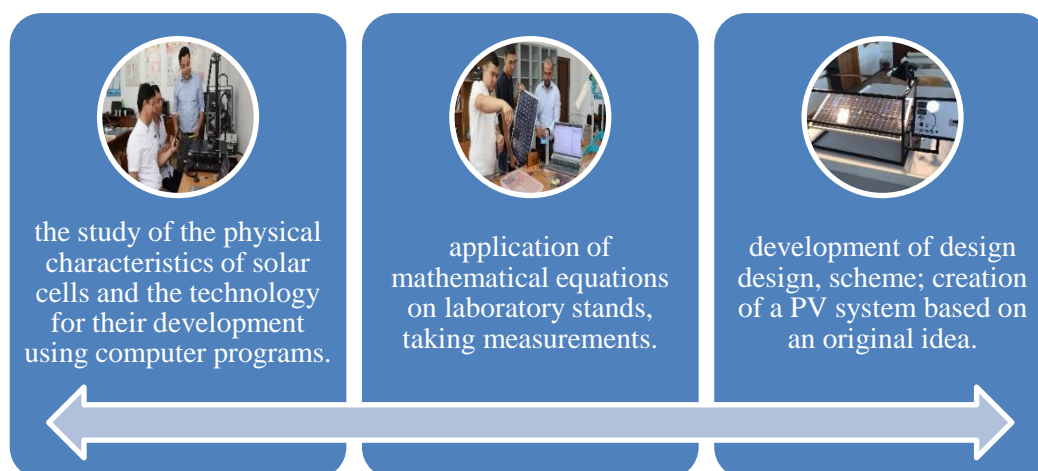 the study of the physical
characteristics of solar
cells and the technology
for their development
using computer programs.
application of
mathematical equations
on laboratory stands,
taking measurements.
development of design
design, scheme; creation
of a PV system based on
an original idea.